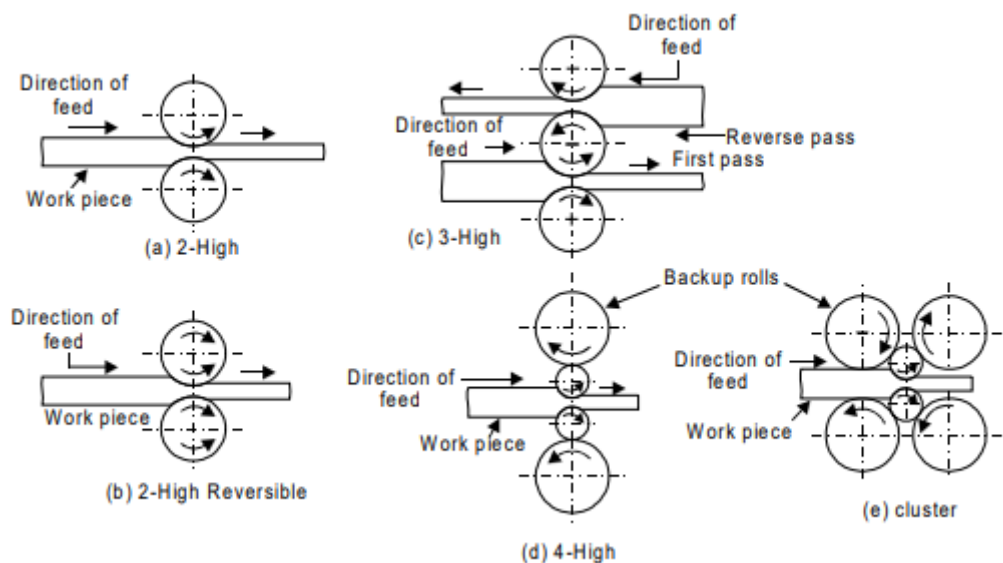 Direction of
feed
Work piece
(a) 2-High
Direction of
feed
Direction of
feed
Reverse pass
First pass
(c) 3-High
Direction of
feed
Work piece
(b) 2-High Reversible
Backup rolls
Direction of
feed
Work piece
(d) 4-High
Direction of
feed
Work piece
(e) cluster